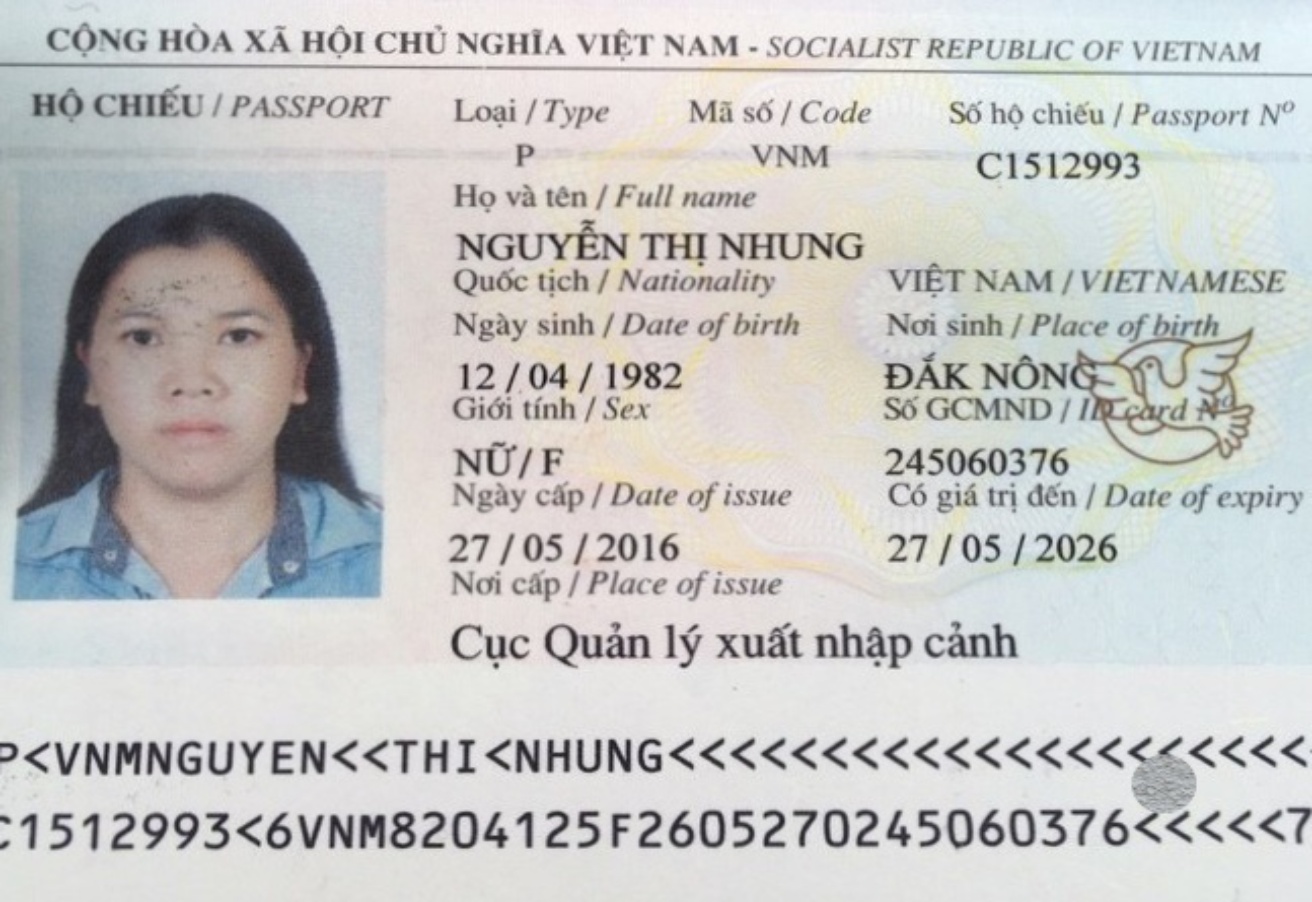 CỘNG HÒA XÃ HỘI CHỦ NGHĨA VIỆT NAM - SOCIALIST REPUBLIC OF VIETNAM
HỘ CHIẾU / PASSPORT Loại / Type Mã số / Code Số hộ chiếu / Passport Nº
P VNM C1512993
Họ và tên / Full name
NGUYỄN THỊ NHUNG
Quốc tịch / Nationality VIỆT NAM / VIETNAMESE
Ngày sinh / Date of birth Nơi sinh / Place of birth
12 / 04 / 1982 ĐẮK NÔNG
Giới tính / Sex Số GCMND / ID card Nº
NỮ / F 245060376
Ngày cấp / Date of issue Có giá trị đến / Date of expiry
27 / 05 / 2016 27 / 05 / 2026
Nơi cấp / Place of issue
Cục Quản lý xuất nhập cảnh
P<VNMNGUYEN<<THI<NHUNG<<<<<<<<<<<<<<<<<<<<<
C1512993<6VNM8204125F2605270245060376<<<<<7